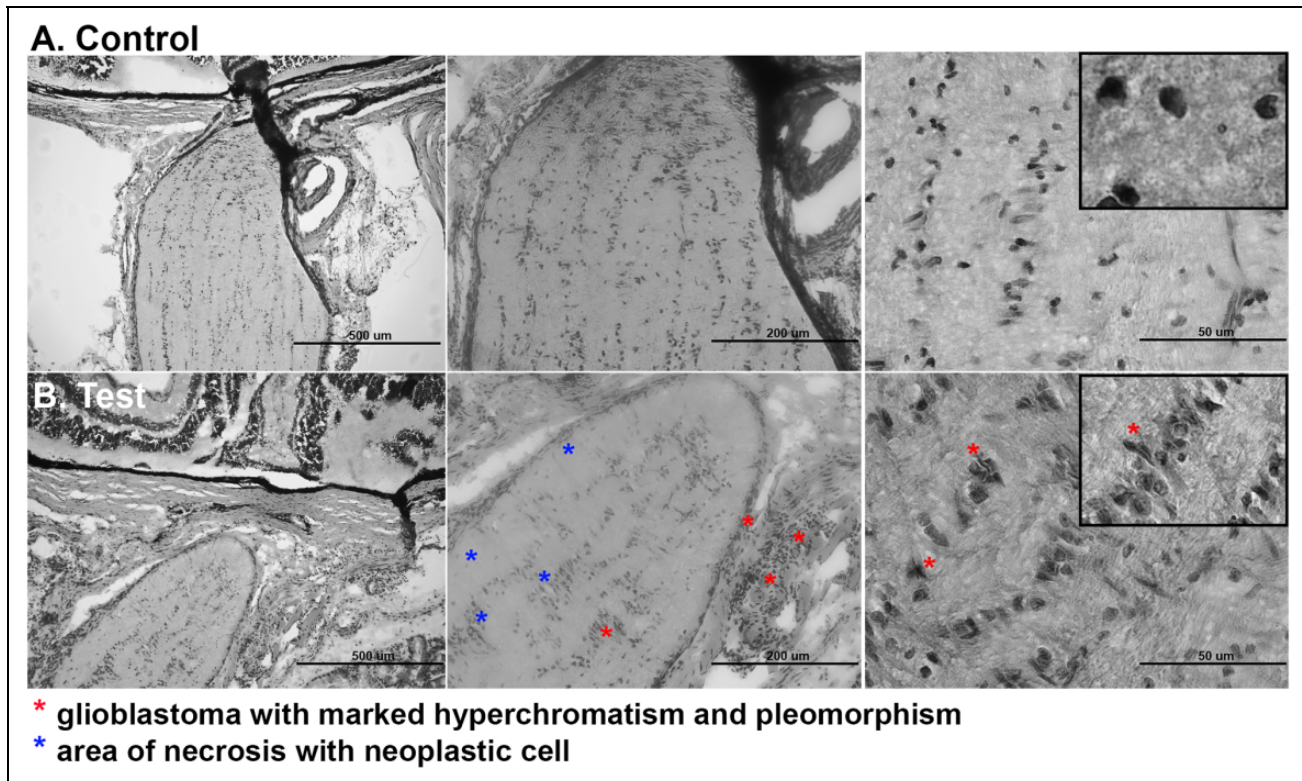 A. Control
500 um
200 um
50 um
B. Test
500 um
200 um
50 um
* glioblastoma with marked hyperchromatism and pleomorphism
* area of necrosis with neoplastic cell